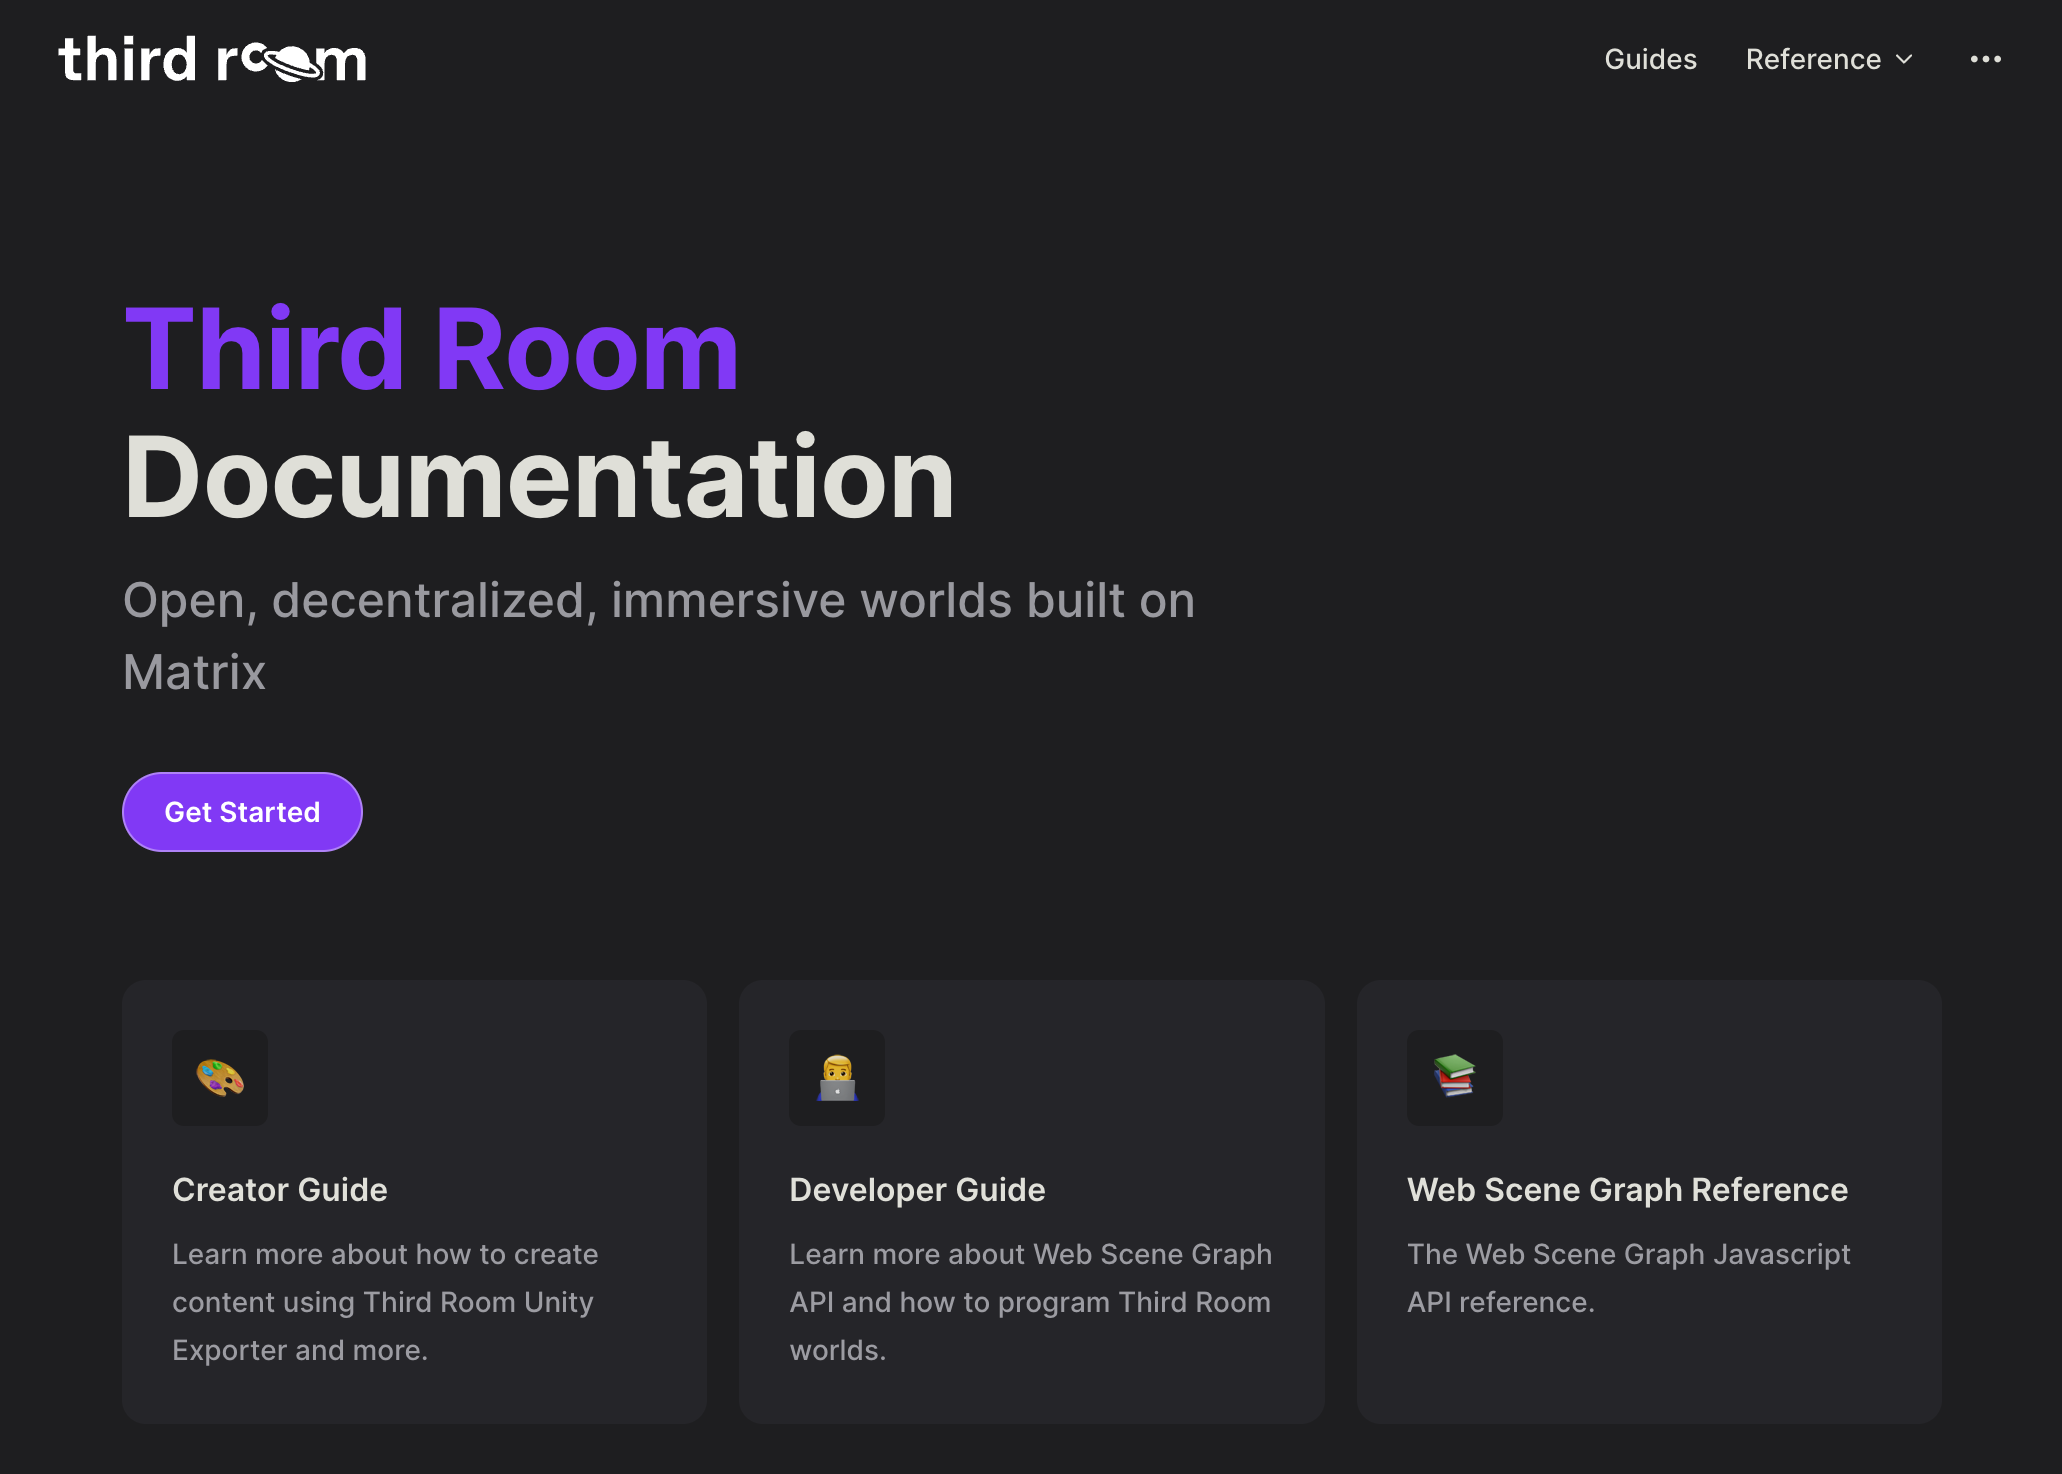 third room
Guides
Reference
Third Room
Documentation
Open, decentralized, immersive worlds built on
Matrix
Get Started
Creator Guide
Learn more about how to create
content using Third Room Unity
Exporter and more.
Developer Guide
Learn more about Web Scene Graph
API and how to program Third Room
worlds.
Web Scene Graph Reference
The Web Scene Graph Javascript
API reference.